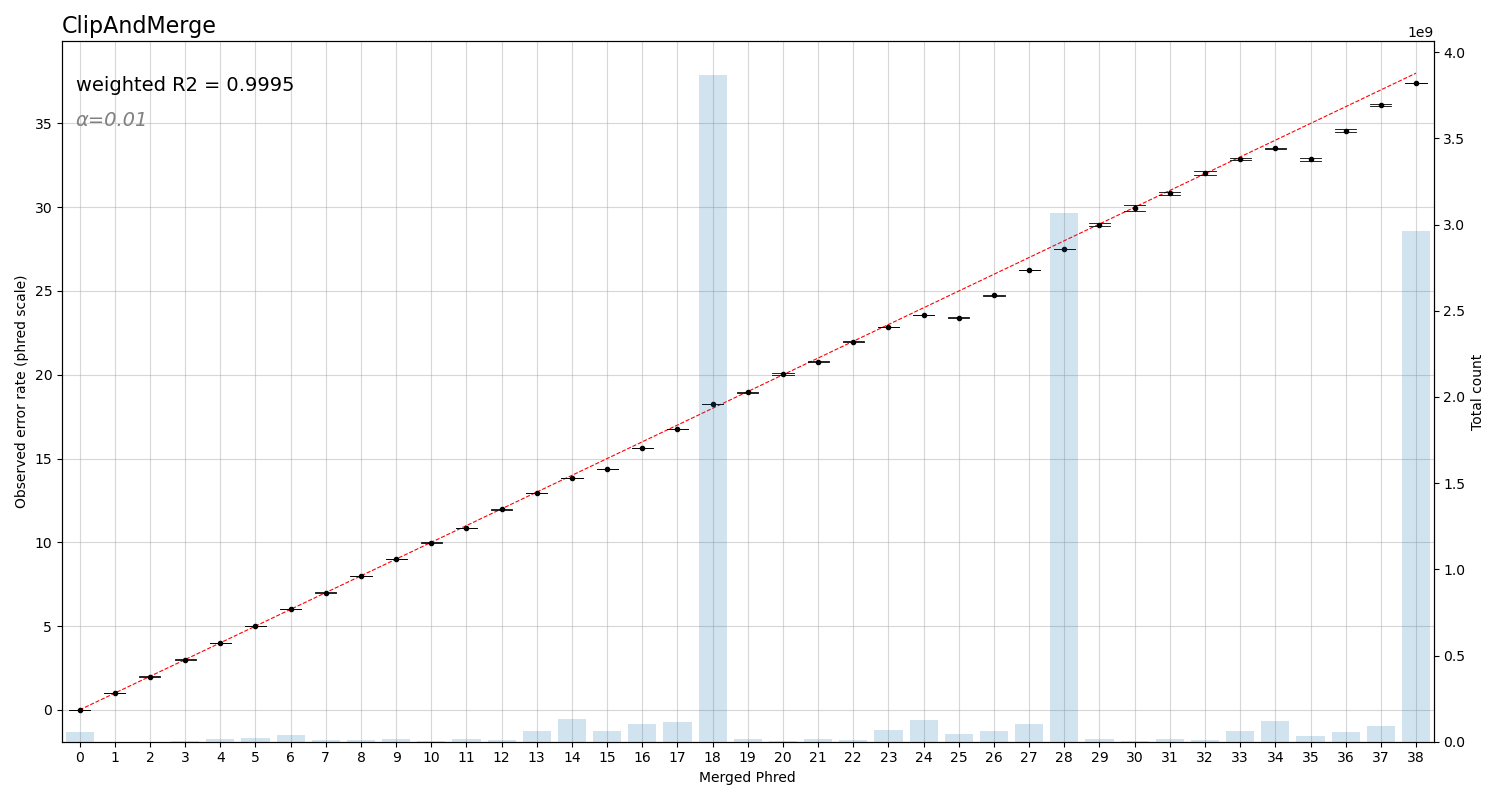 ClipAndMerge
1e9
weighted R2 = 0.9995
α=0.01
Observed error rate (phred scale)
35
30
25
20
15
10
5
0
4.0
3.5
3.0
2.5
2.0
1.5
1.0
0.5
0.0
Total count
0 1 2 3 4 5 6 7 8 9 10 11 12 13 14 15 16 17 18 19 20 21 22 23 24 25 26 27 28 29 30 31 32 33 34 35 36 37 38
Merged Phred